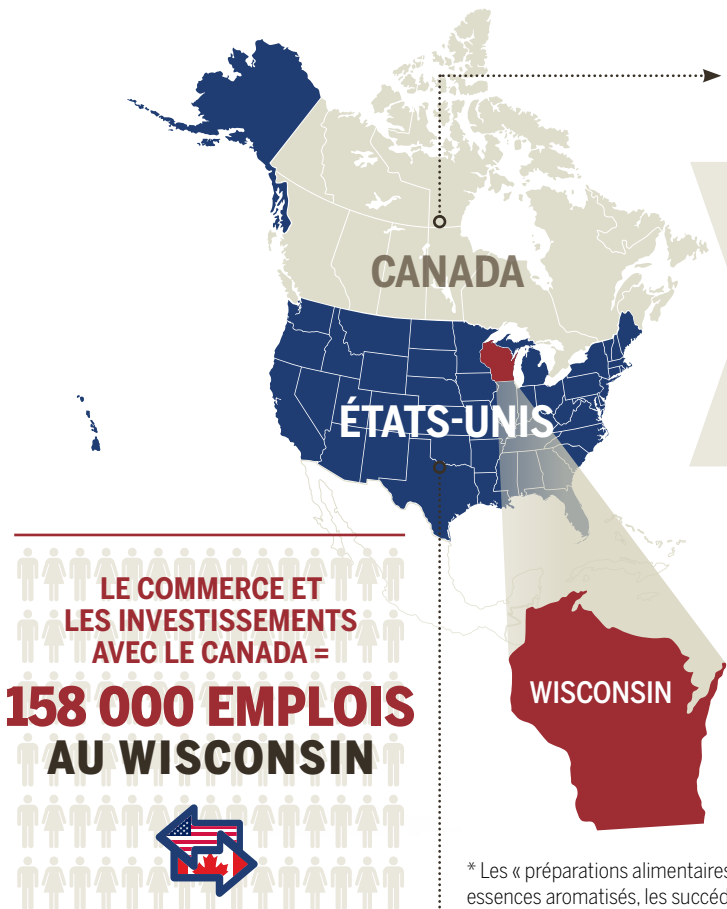 CANADA
ÉTATS-UNIS
LE COMMERCE ET
LES INVESTISSEMENTS
AVEC LE CANADA =
158 000 EMPLOIS
AU WISCONSIN
WISCONSIN
* Les « préparations alimentaires
essences aromatisés, les succéd